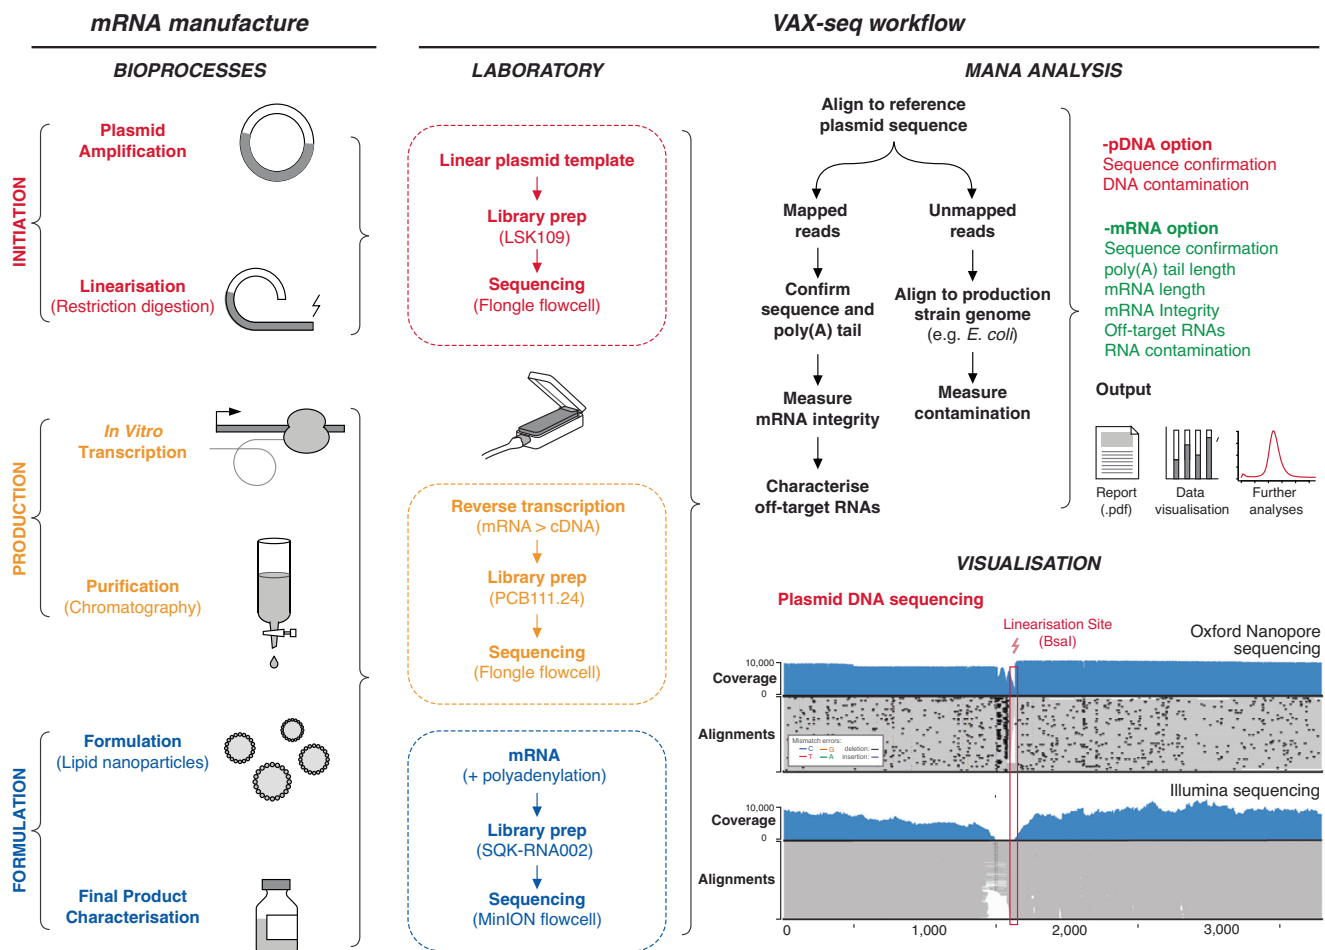 mRNA manufacture
VAX-seq workflow
BIOPROCESSES
LABORATORY
MANA ANALYSIS
INITIATION
Plasmid
Amplification
Linearisation
(Restriction digestion)
PRODUCTION
In Vitro
Transcription
Purification
(Chromatography)
FORMULATION
Formulation
(Lipid nanoparticles)
Final Product
Characterisation
Linear plasmid template
Library prep
(LSK109)
Sequencing
(Flongle flowcell)
Reverse transcription
(mRNA > cDNA)
Library prep
(PCB111.24)
Sequencing
(Flongle flowcell)
mRNA
(+ polyadenylation)
Library prep
(SQK-RNA002)
Sequencing
(MinION flowcell)
Align to reference
plasmid sequence
Mapped
reads
Confirm
sequence and
poly(A) tail
Measure
mRNA integrity
Characterise
off-target RNAs
Unmapped
reads
Align to production
strain genome
(e.g. E. coli)
Measure
contamination
-pDNA option
Sequence confirmation
DNA contamination
-mRNA option
Sequence confirmation
poly(A) tail length
mRNA length
mRNA Integrity
Off-target RNAs
RNA contamination
Output
Report
(.pdf)
Data
visualisation
Further
analyses
VISUALISATION
Plasmid DNA sequencing
Linearisation Site
(BsaI)
Oxford Nanopore
sequencing
10,000
Coverage
0
Alignments
Mismatch errors:
C G deletion:
T A insertion:
Illumina sequencing
10,000
Coverage
0
Alignments
0 1,000 2,000 3,000